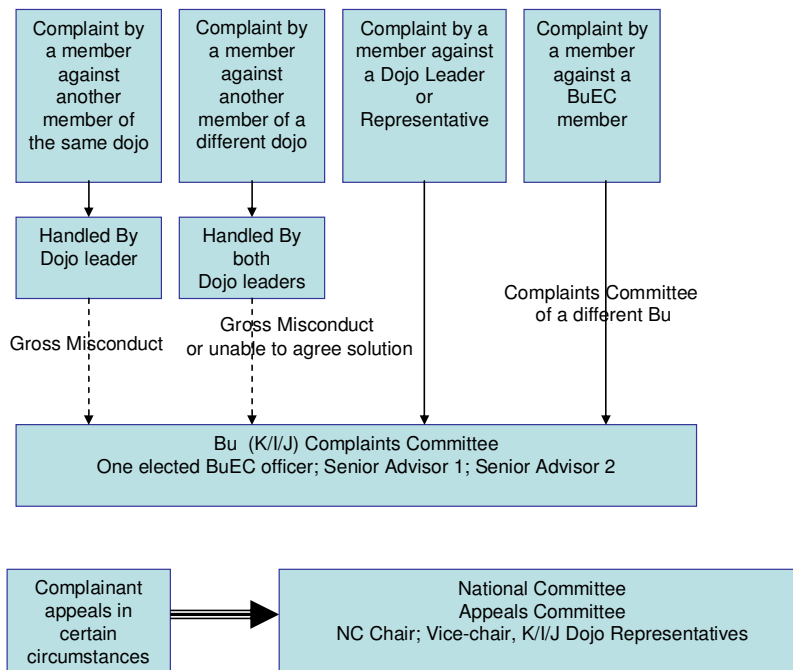 Complaint by
a member
against
another
member of
the same dojo
Complaint by
a member
against
another
member of a
different dojo
Complaint by a
member against
a Dojo Leader
or
Representative
Complaint by
a member
against a
BuEC
member
Handled By
Dojo leader
Handled By
both
Dojo leaders
Gross Misconduct
Gross Misconduct
or unable to agree solution
Complaints Committee
of a different Bu
Bu (K/I/J) Complaints Committee
One elected BuEC officer; Senior Advisor 1; Senior Advisor 2
Complainant
appeals in
certain
circumstances
National Committee
Appeals Committee
NC Chair; Vice-chair, K/I/J Dojo Representatives